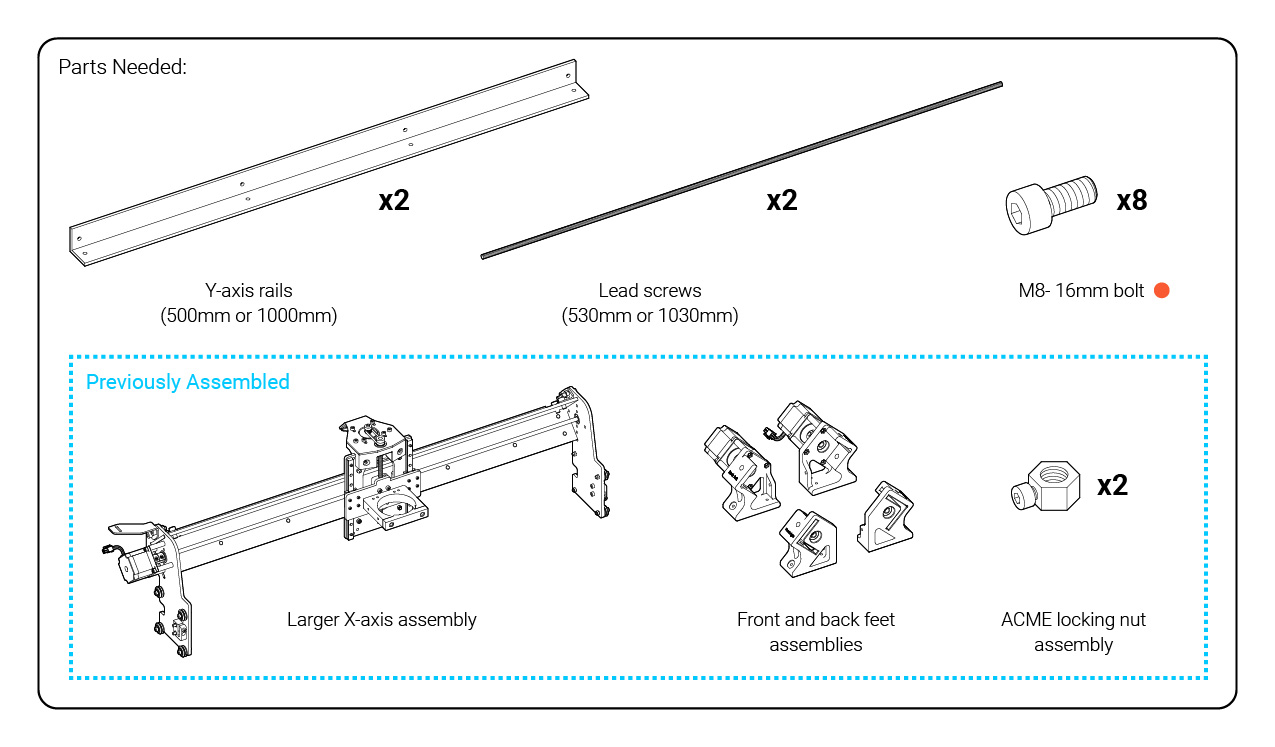 Parts Needed:
x2
x2
x8
Y-axis rails
(500mm or 1000mm)
Lead screws
(530mm or 1030mm)
M8- 16mm bolt
Previously Assembled
x2
Larger X-axis assembly
Front and back feet
assemblies
ACME locking nut
assembly